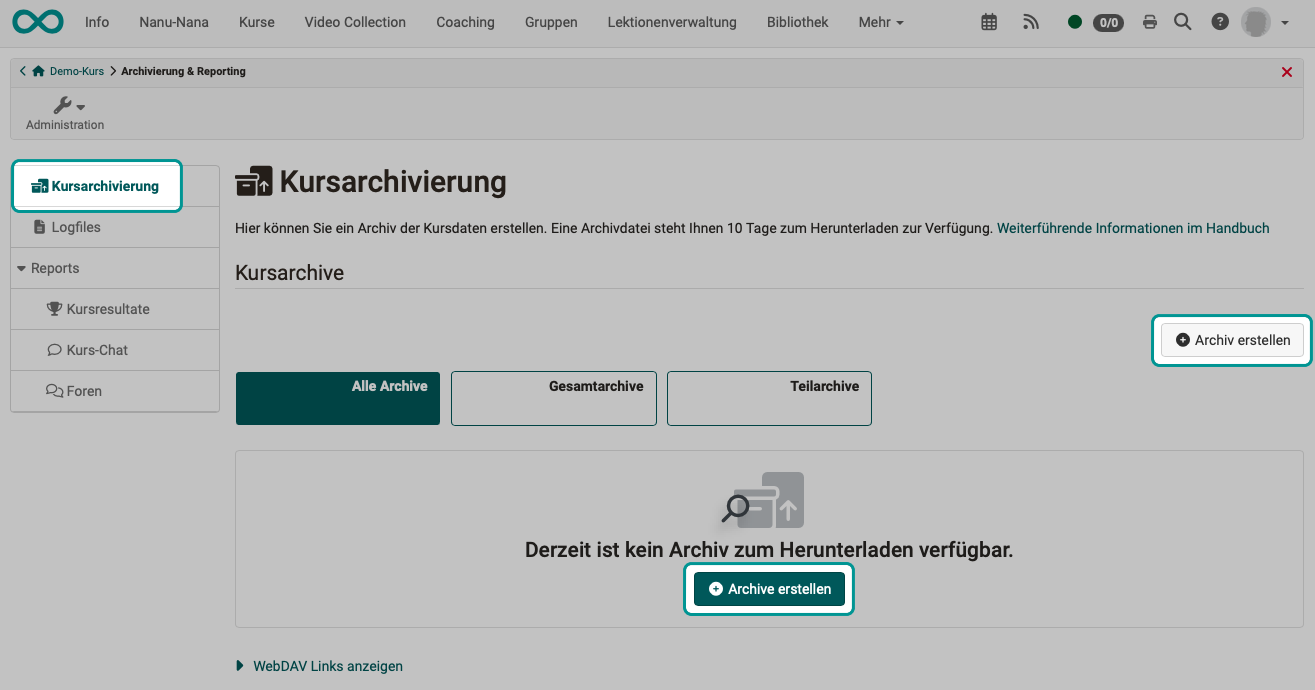 Info Nanu-Nana Kurse Video Collection Coaching Gruppen Lektionenverwaltung Bibliothek Mehr 0/0
Demo-Kurs Archivierung & Reporting
Administration
Kursarchivierung
Logfiles
Reports
Kursresultate
Kurs-Chat
Foren
Kursarchivierung
Hier können Sie ein Archiv der Kursdaten erstellen. Eine Archivdatei steht Ihnen 10 Tage zum Herunterladen zur Verfügung. Weiterführende Informationen im Handbuch
Kursarchive
Archiv erstellen
Alle Archive Gesamtarchive Teilarchive
Derzeit ist kein Archiv zum Herunterladen verfügbar.
Archive erstellen
WebDAV Links anzeigen